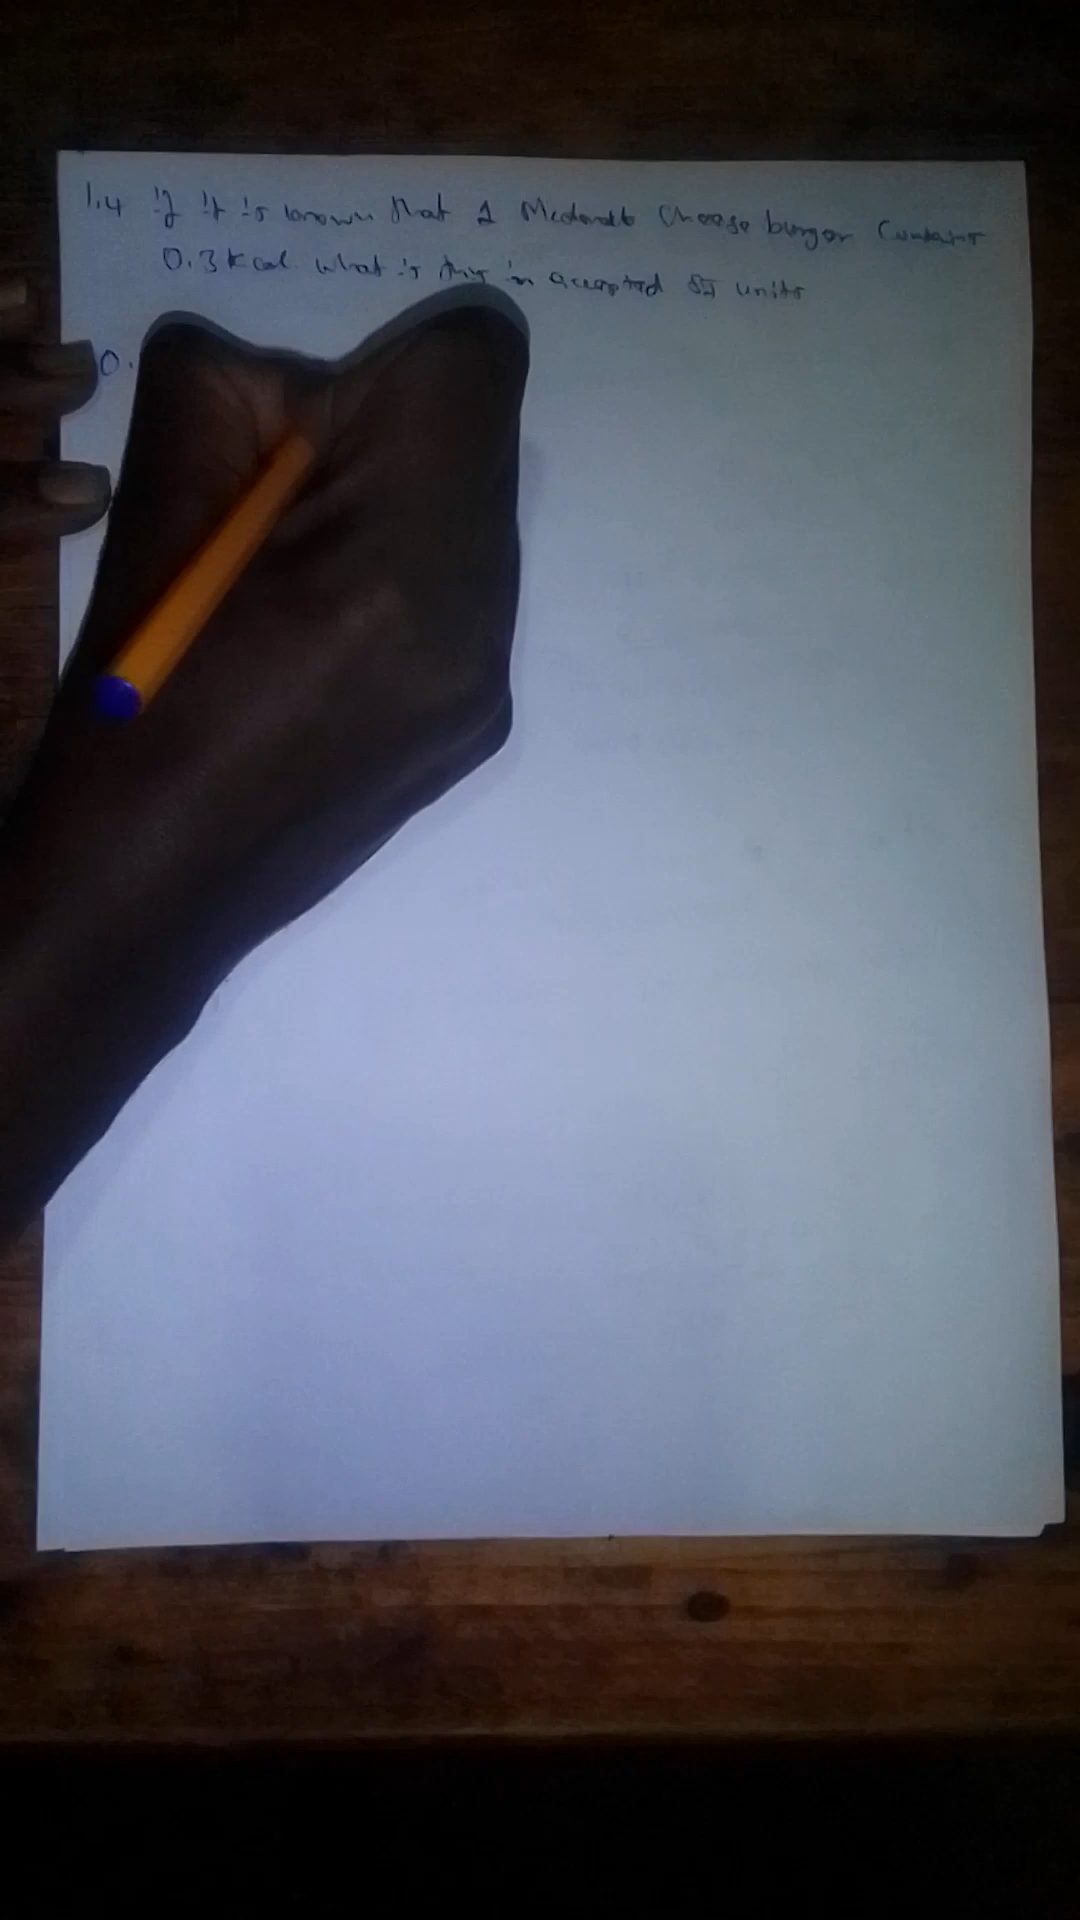 1.4 if it is known that 1 Mcdonalds Cheese burger Contains
0.3 kcal what is this in accepted SI units
0.